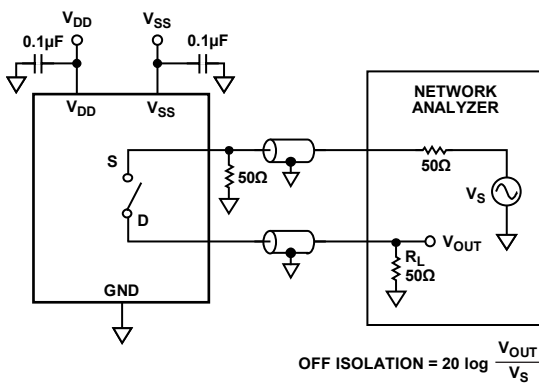 VDD
VSS
0.1µF
0.1µF
VDD
VSS
NETWORK
ANALYZER
S
50Ω
50Ω
VS
D
VOUT
RL
50Ω
GND
OFF ISOLATION = 20 log VOUT
VS